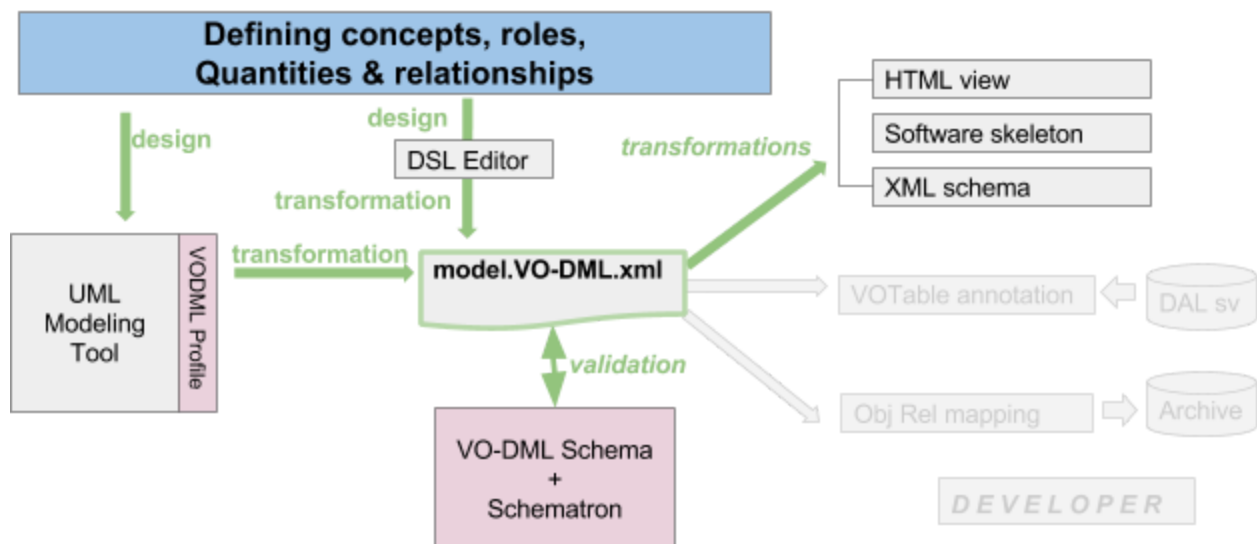 Defining concepts, roles,
Quantities & relationships
design
design
DSL Editor
transformation
transformations
HTML view
Software skeleton
XML schema
UML
Modeling
Tool
VODML Profile
transformation
model.VO-DML.xml
validation
VO-DML Schema
+
Schematron
VOTable annotation
DAL sv
Obj Rel mapping
Archive
DEVELOPER